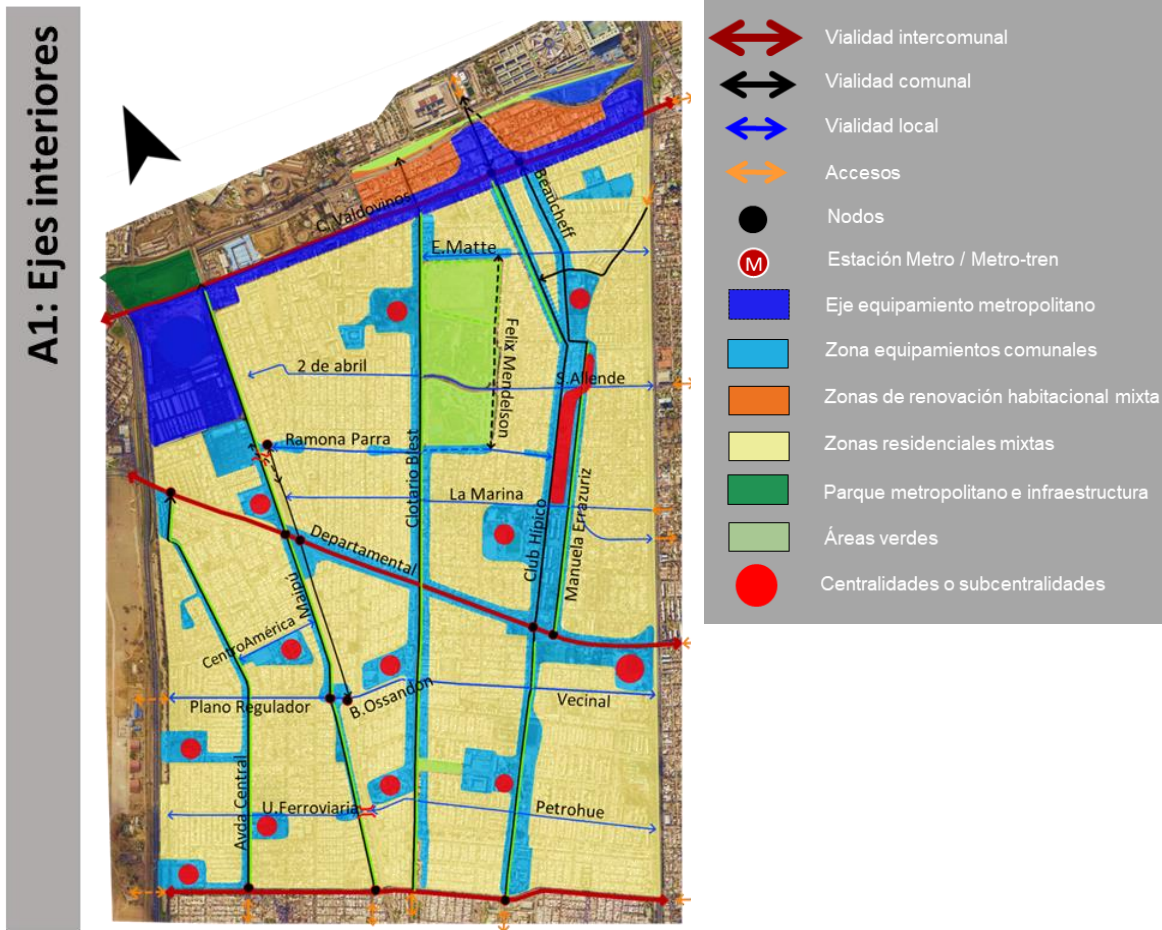 A1: Ejes interiores
C. Valdovinos
Beaucheff
E.Matte
Felix Mendelson
2 de abril
S.Allende
Ramona Parra
Clotario Blest
La Marina
Club Hípico
Manuela Errazuriz
Departamental
Maipú
CentroAmérica
Plano Regulador
B.Ossandon
Vecinal
Avda Central
U.Ferroviaria
Petrohue
Vialidad intercomunal
Vialidad comunal
Vialidad local
Accesos
Nodos
M
Estación Metro / Metro-tren
Eje equipamiento metropolitano
Zona equipamientos comunales
Zonas de renovación habitacional mixta
Zonas residenciales mixtas
Parque metropolitano e infraestructura
Áreas verdes
Centralidades o subcentralidades